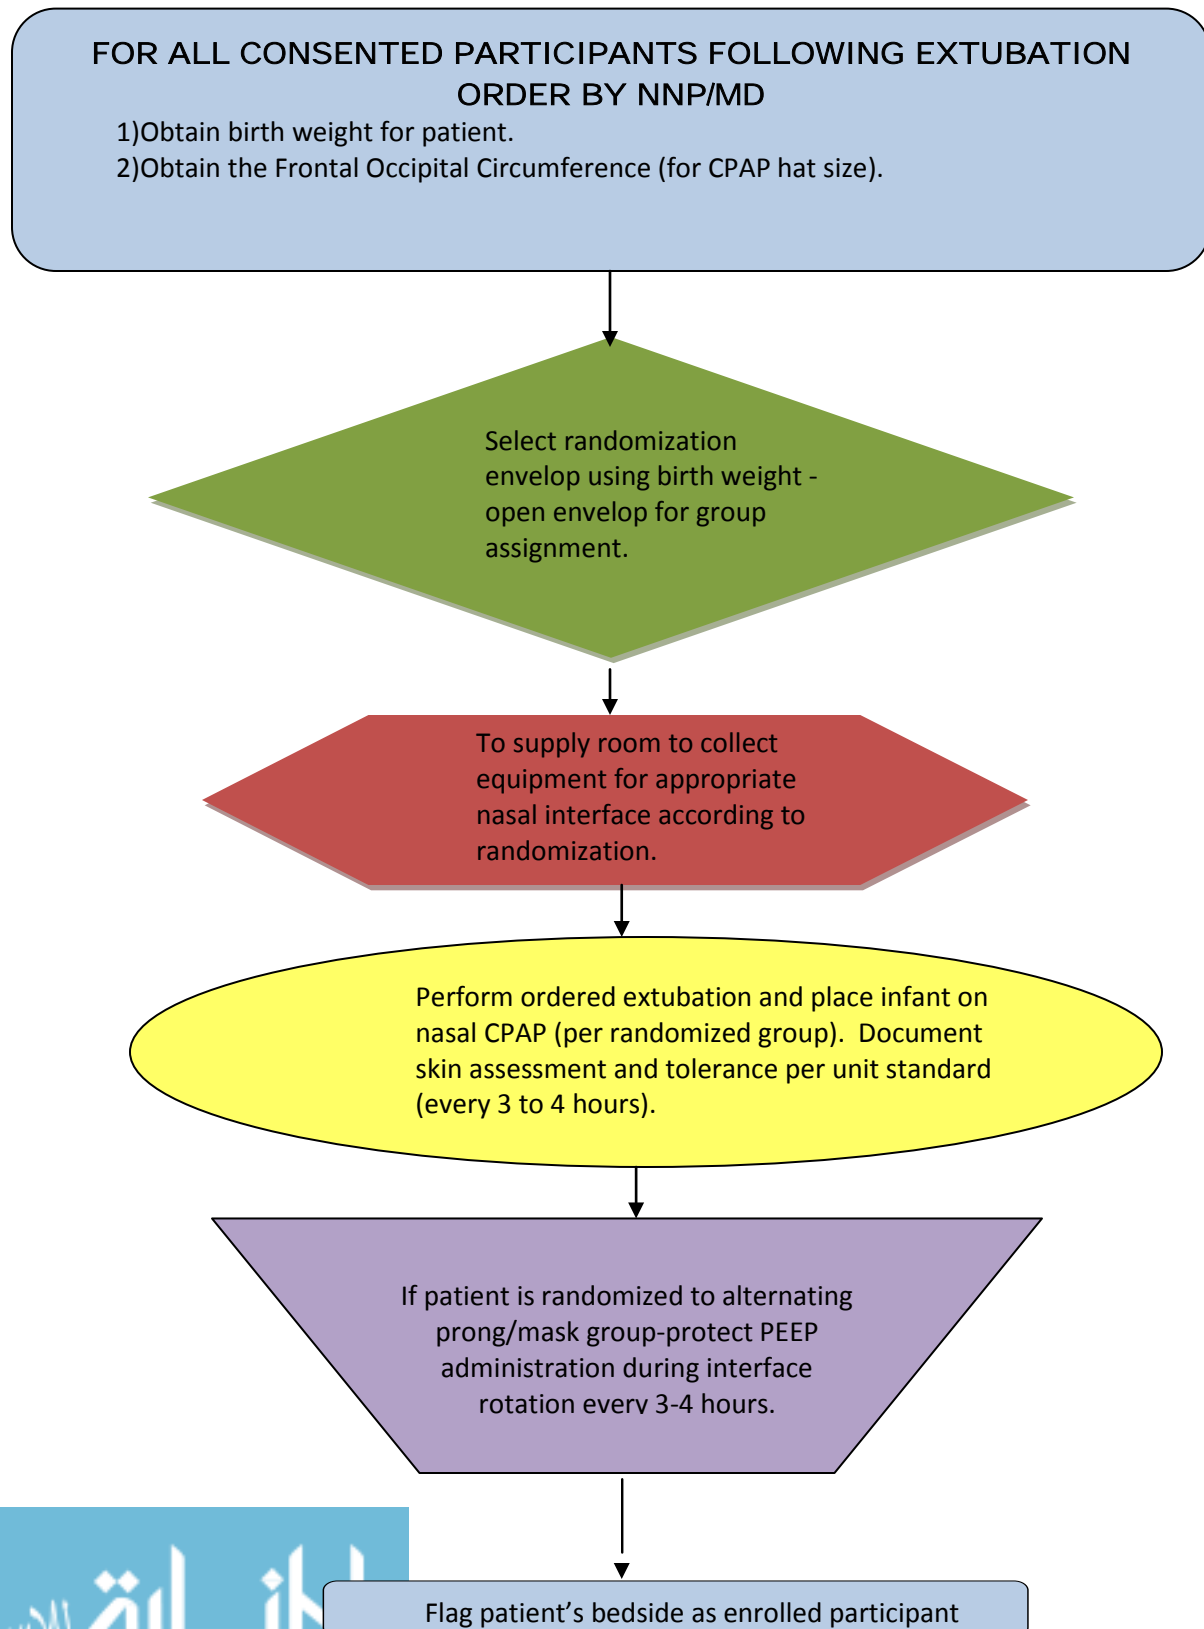 FOR ALL CONSENTED PARTICIPANTS FOLLOWING EXTUBATION
ORDER BY NNP/MD
1)Obtain birth weight for patient.
2)Obtain the Frontal Occipital Circumference (for CPAP hat size).
Select randomization
envelop using birth weight -
open envelop for group
assignment.
To supply room to collect
equipment for appropriate
nasal interface according to
randomization.
Perform ordered extubation and place infant on
nasal CPAP (per randomized group).  Document
skin assessment and tolerance per unit standard
(every 3 to 4 hours).
If patient is randomized to alternating
prong/mask group-protect PEEP
administration during interface
rotation every 3-4 hours.
Flag patient's bedside as enrolled participant